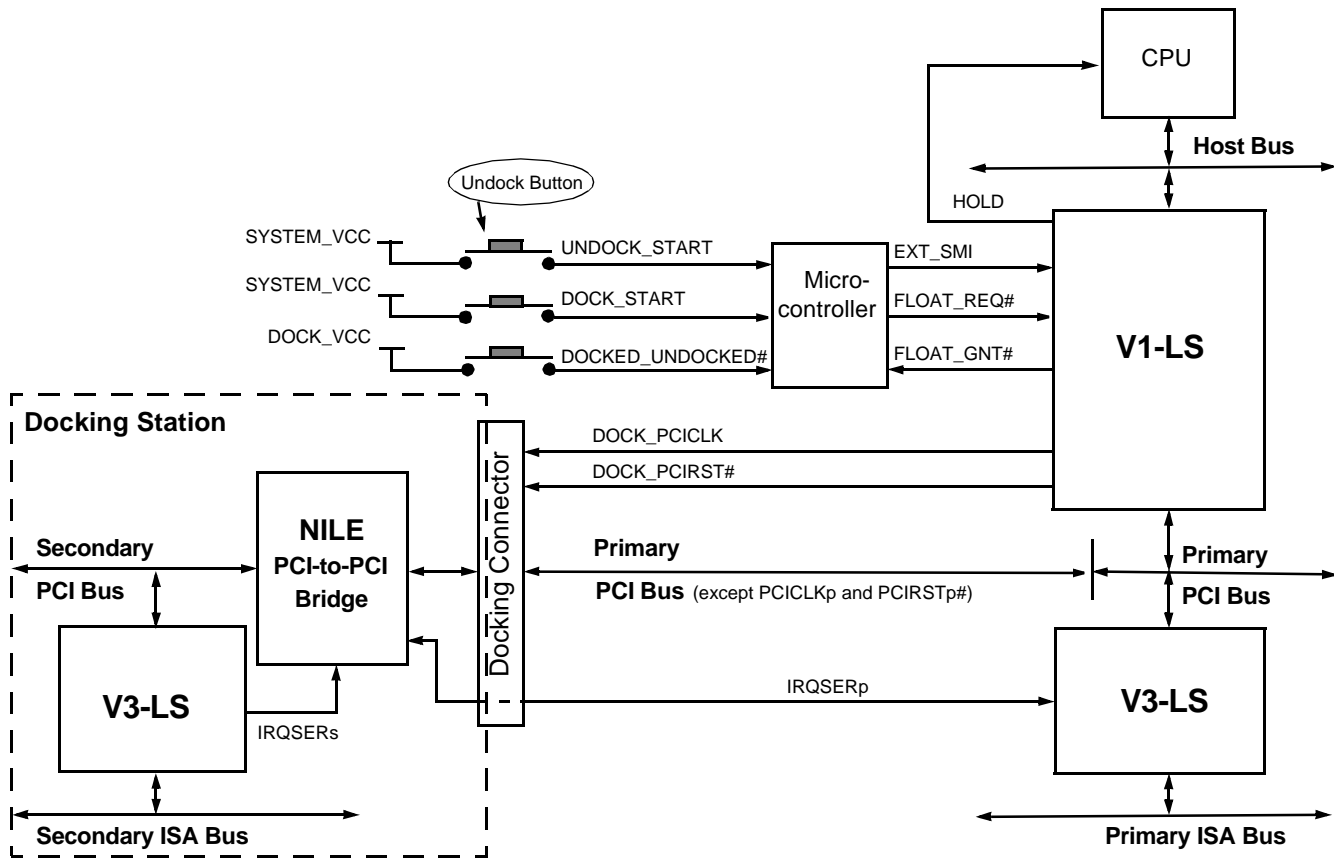 CPU
Host Bus
Undock Button
HOLD
SYSTEM_VCC
UNDOCK_START
EXT_SMI
SYSTEM_VCC
DOCK_START
Micro-
controller
FLOAT_REQ#
DOCK_VCC
DOCKED_UNDOCKED#
FLOAT_GNT#
V1-LS
Docking Station
DOCK_PCICLK
DOCK_PCIRST#
Docking Connector
NILE
PCI-to-PCI
Bridge
Secondary
PCI Bus
Primary
PCI Bus (except PCICLKp and PCIRSTp#)
Primary
PCI Bus
V3-LS
IRQSERs
IRQSERp
V3-LS
Secondary ISA Bus
Primary ISA Bus